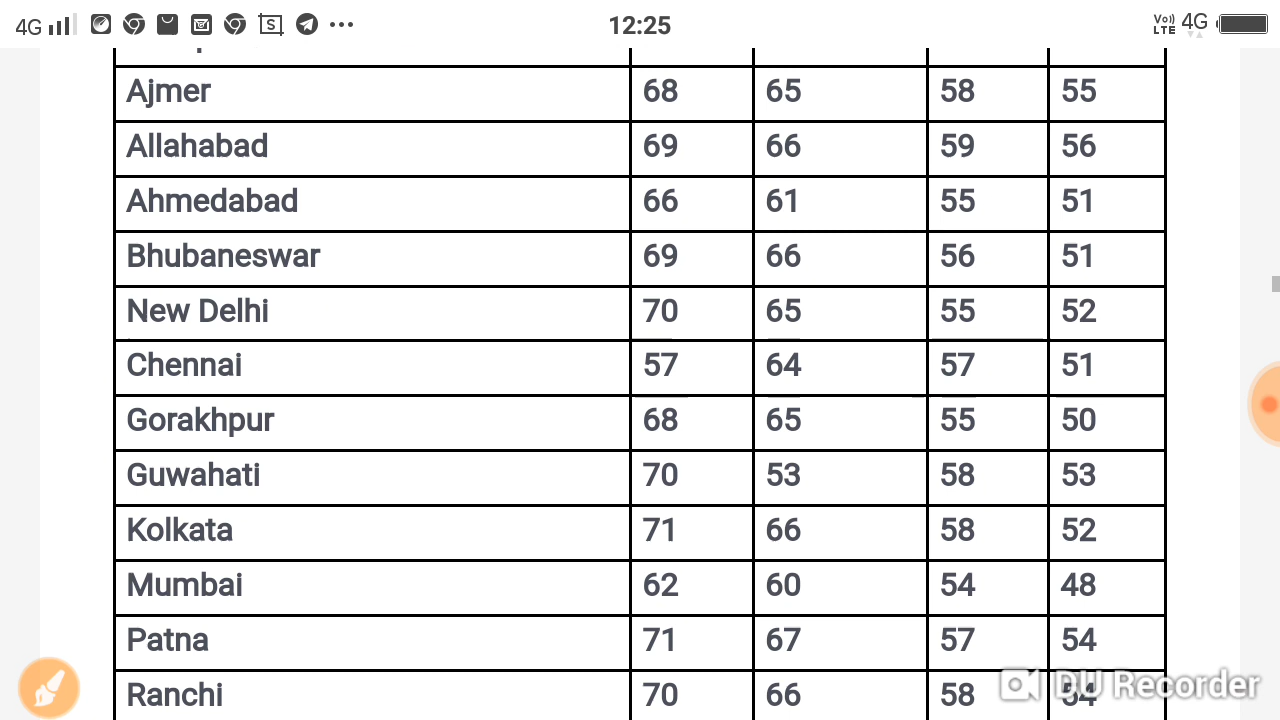 4G S 12:25 Vo)) LTE 4G
Ajmer 68 65 58 55
Allahabad 69 66 59 56
Ahmedabad 66 61 55 51
Bhubaneswar 69 66 56 51
New Delhi 70 65 55 52
Chennai 57 64 57 51
Gorakhpur 68 65 55 50
Guwahati 70 53 58 53
Kolkata 71 66 58 52
Mumbai 62 60 54 48
Patna 71 67 57 54
Ranchi 70 66 58 54
DU Recorder